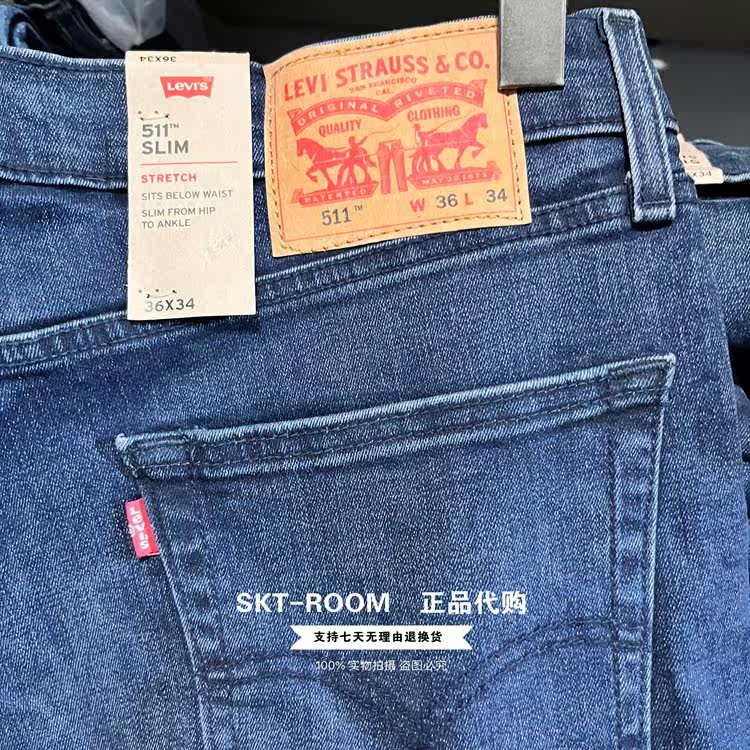 36X34
LEVI'S
511™
SLIM
STRETCH
SITS BELOW WAIST
SLIM FROM HIP
TO ANKLE
36X34
LEVI STRAUSS & CO.
SAN FRANCISCO
CAL.
ORIGINAL RIVETED
QUALITY CLOTHING
PATENTED MAY 20 1873
511™ W 36 L 34
X34
LEVI'S
SKT-ROOM 正品代购
支持七天无理由退换货
100% 实物拍摄 盗图必究